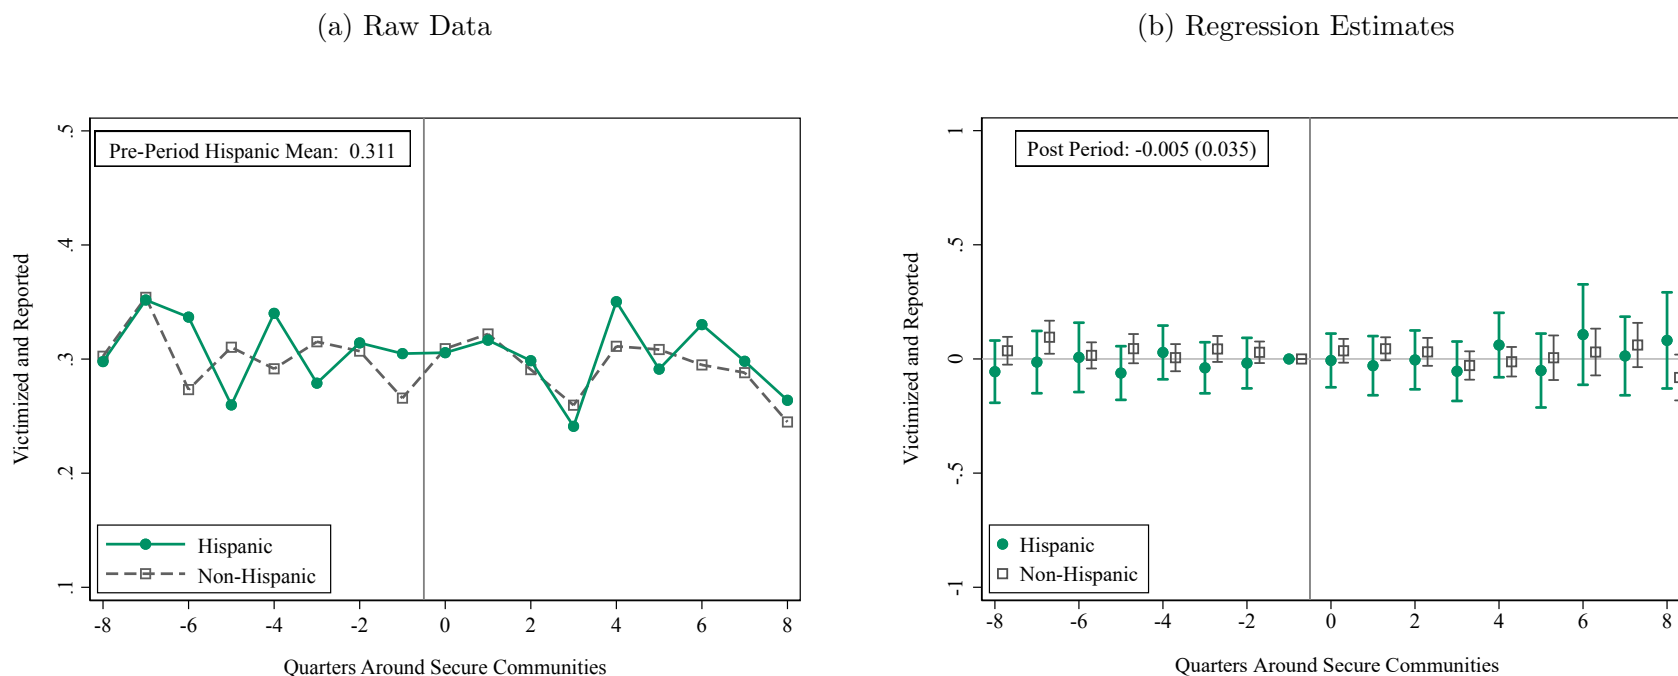 (a) Raw Data
.5
.4
.3
.2
.1
Victimized and Reported
Pre-Period Hispanic Mean: 0.311
Hispanic
Non-Hispanic
-8 -6 -4 -2 0 2 4 6 8
Quarters Around Secure Communities
(b) Regression Estimates
1
.5
0
-.5
-1
Victimized and Reported
Post Period: -0.005 (0.035)
Hispanic
Non-Hispanic
-8 -6 -4 -2 0 2 4 6 8
Quarters Around Secure Communities